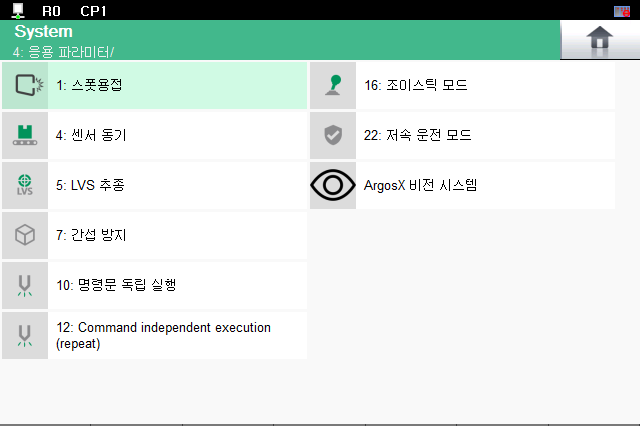 R0 CP1
System
4: 응용 파라미터/
1: 스폿용접
4: 센서 동기
LVS
5: LVS 추종
7: 간섭 방지
10: 명령문 독립 실행
12: Command independent execution
(repeat)
16: 조이스틱 모드
22: 저속 운전 모드
ArgosX 비전 시스템